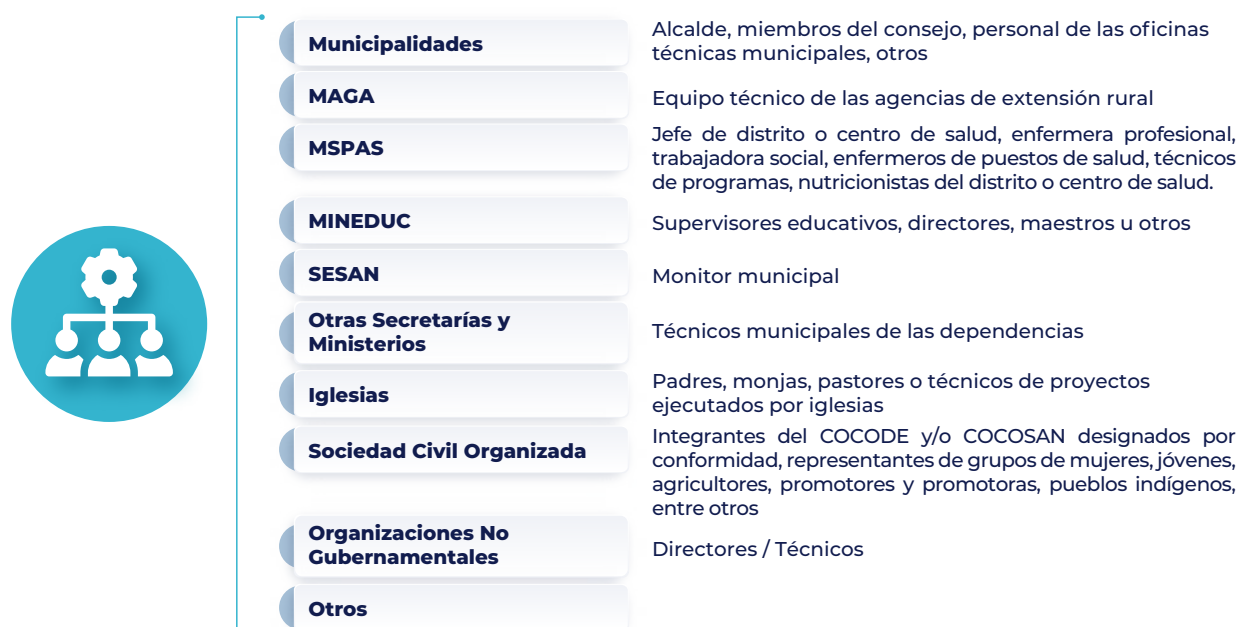 Municipalidades
Alcalde, miembros del consejo, personal de las oficinas
técnicas municipales, otros
MAGA
Equipo técnico de las agencias de extensión rural
MSPAS
Jefe de distrito o centro de salud, enfermera profesional,
trabajadora social, enfermeros de puestos de salud, técnicos
de programas, nutricionistas del distrito o centro de salud.
MINEDUC
Supervisores educativos, directores, maestros u otros
SESAN
Monitor municipal
Otras Secretarías y
Ministerios
Técnicos municipales de las dependencias
Iglesias
Padres, monjas, pastores o técnicos de proyectos
ejecutados por iglesias
Sociedad Civil Organizada
Integrantes del COCODE y/o COCOSAN designados por
conformidad, representantes de grupos de mujeres, jóvenes,
agricultores, promotores y promotoras, pueblos indígenos,
entre otros
Organizaciones No
Gubernamentales
Directores / Técnicos
Otros